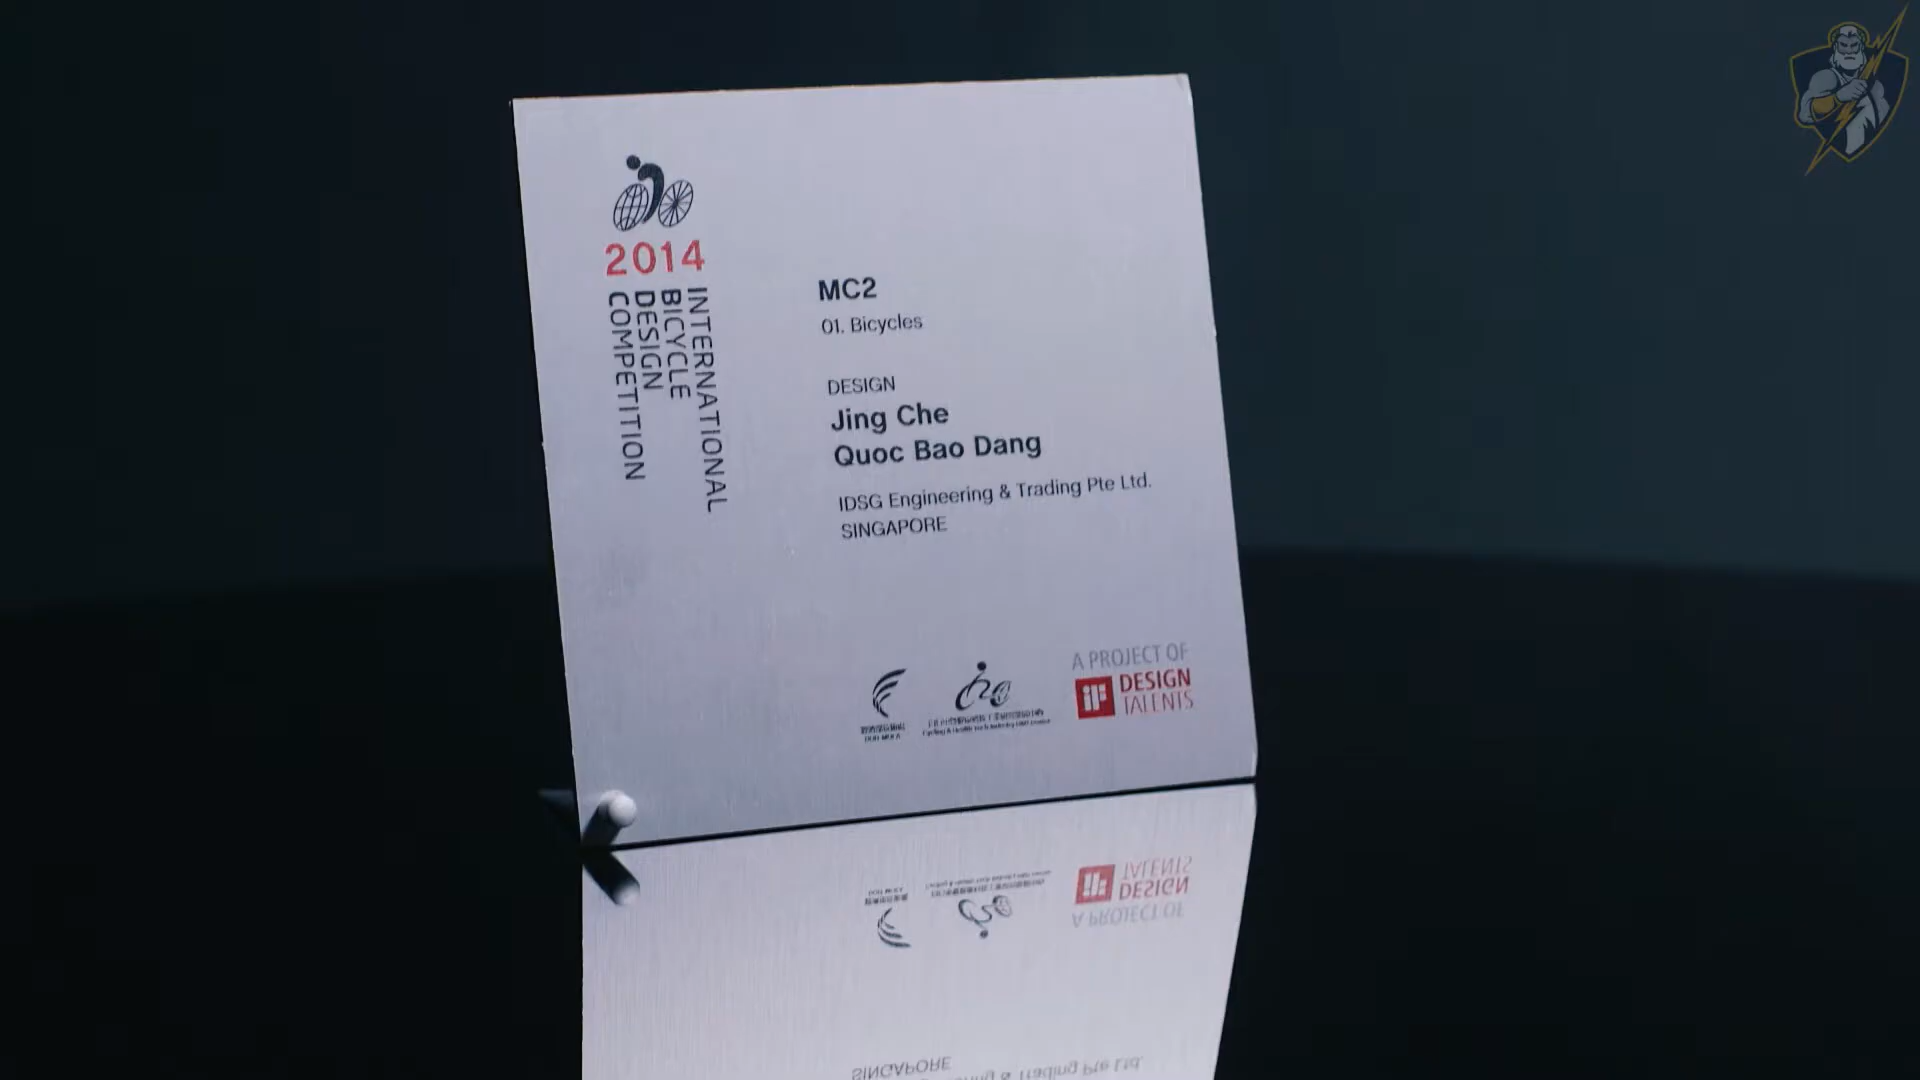 2014
INTERNATIONAL
BICYCLE
DESIGN
COMPETITION
MC2
01. Bicycles
DESIGN
Jing Che
Quoc Bao Dang
IDSG Engineering & Trading Pte Ltd.
SINGAPORE
A PROJECT OF
iF DESIGN
TALENTS